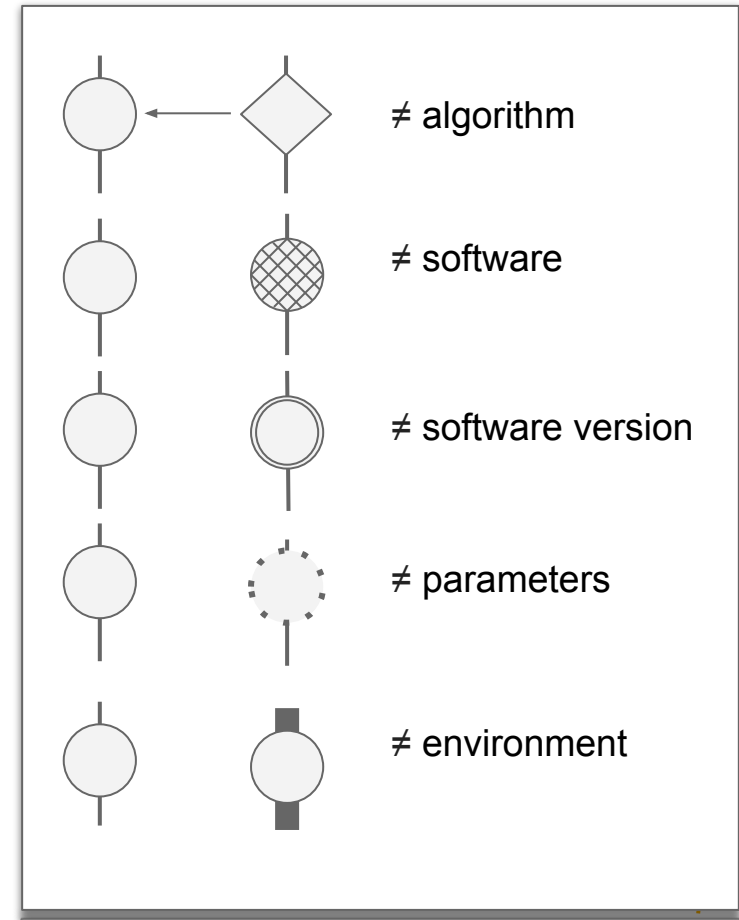 ≠ algorithm
≠ software
≠ software version
≠ parameters
≠ environment